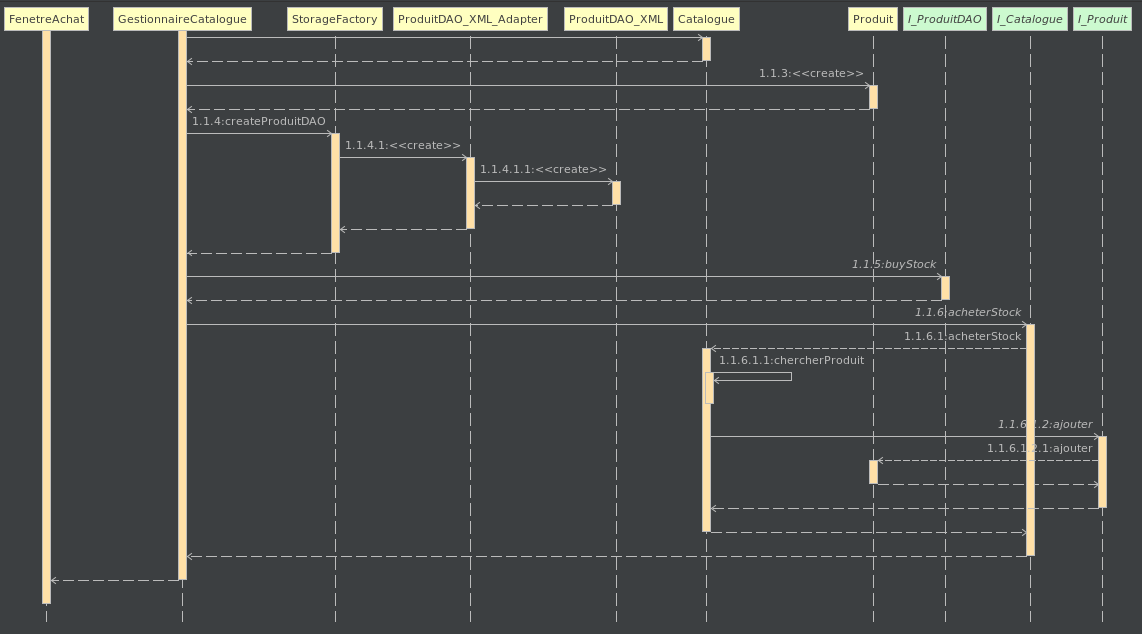 FenetreAchat
GestionnaireCatalogue
StorageFactory
ProduitDAO_XML_Adapter
ProduitDAO_XML
Catalogue
Produit
I_ProduitDAO
I_Catalogue
I_Produit
1.1.3:<<create>>
1.1.4:createProduitDAO
1.1.4.1:<<create>>
1.1.4.1.1:<<create>>
1.1.5:buyStock
1.1.6:acheterStock
1.1.6.1:acheterStock
1.1.6.1.1:chercherProduit
1.1.6.1.2:ajouter
1.1.6.1.2.1:ajouter